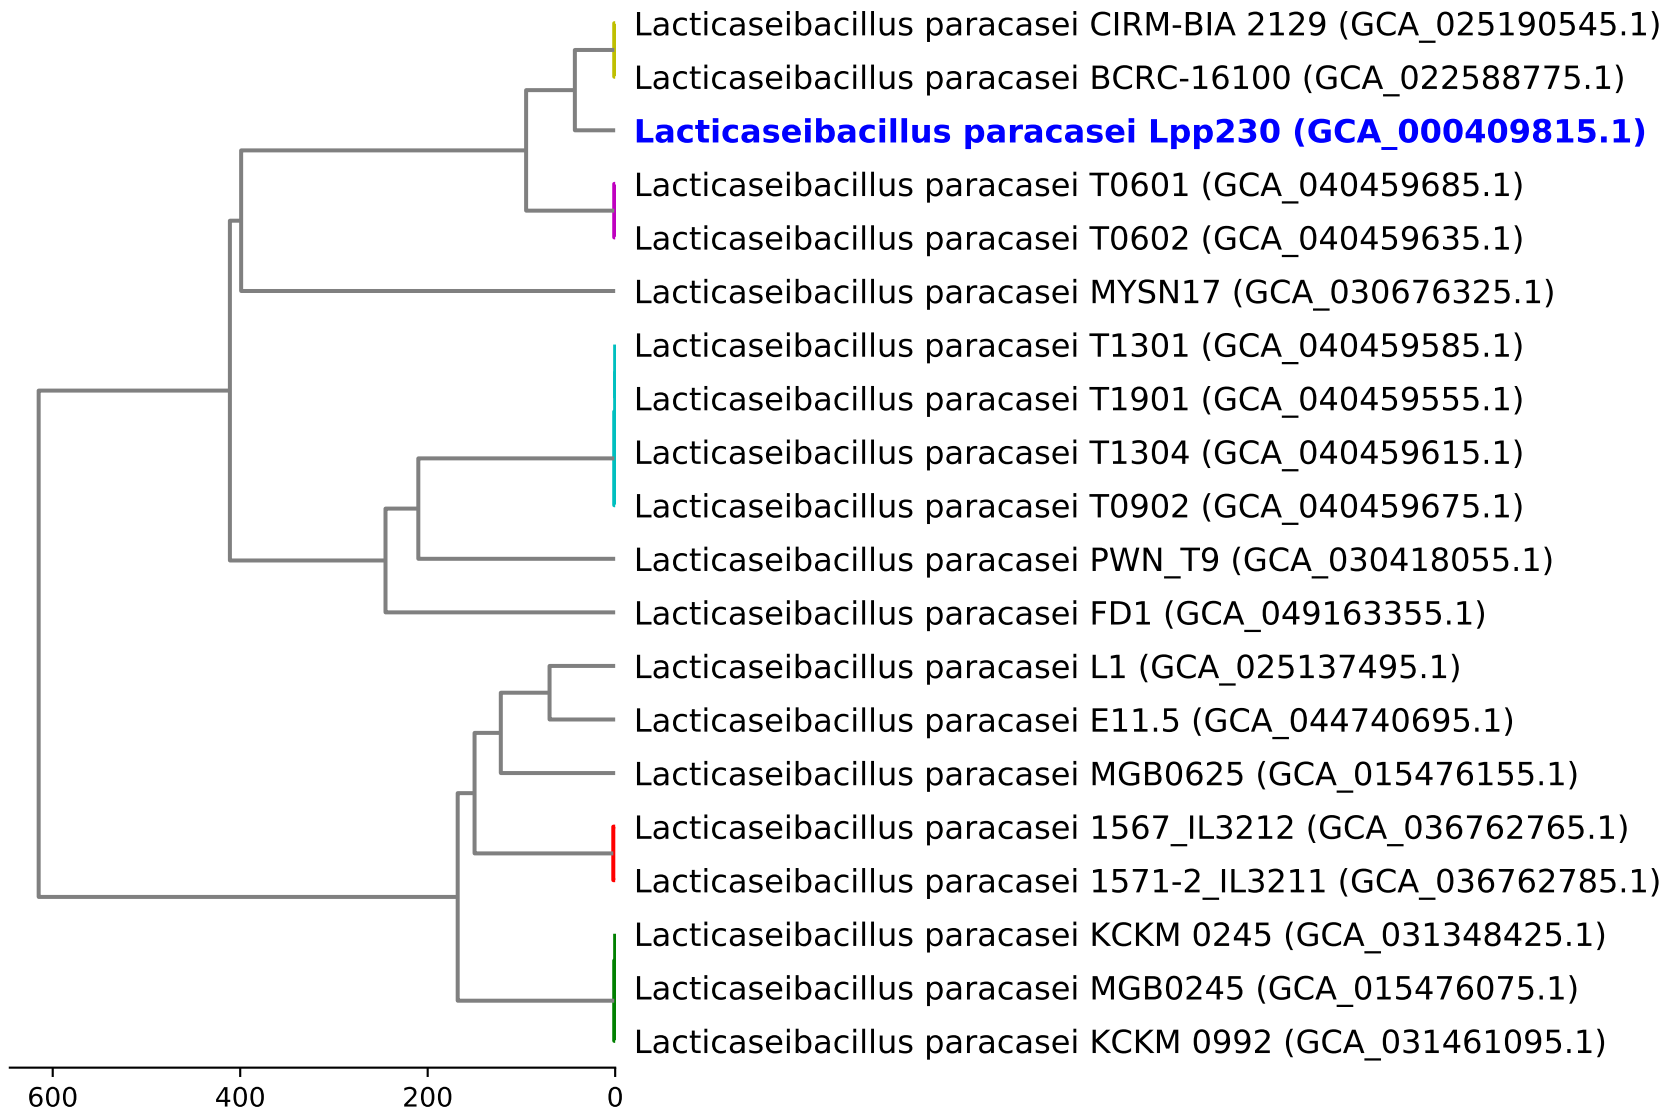 Lacticaseibacillus paracasei CIRM-BIA 2129 (GCA_025190545.1)
Lacticaseibacillus paracasei BCRC-16100 (GCA_022588775.1)
Lacticaseibacillus paracasei Lpp230 (GCA_000409815.1)
Lacticaseibacillus paracasei T0601 (GCA_040459685.1)
Lacticaseibacillus paracasei T0602 (GCA_040459635.1)
Lacticaseibacillus paracasei MYSN17 (GCA_030676325.1)
Lacticaseibacillus paracasei T1301 (GCA_040459585.1)
Lacticaseibacillus paracasei T1901 (GCA_040459555.1)
Lacticaseibacillus paracasei T1304 (GCA_040459615.1)
Lacticaseibacillus paracasei T0902 (GCA_040459675.1)
Lacticaseibacillus paracasei PWN_T9 (GCA_030418055.1)
Lacticaseibacillus paracasei FD1 (GCA_049163355.1)
Lacticaseibacillus paracasei L1 (GCA_025137495.1)
Lacticaseibacillus paracasei E11.5 (GCA_044740695.1)
Lacticaseibacillus paracasei MGB0625 (GCA_015476155.1)
Lacticaseibacillus paracasei 1567_IL3212 (GCA_036762765.1)
Lacticaseibacillus paracasei 1571-2_IL3211 (GCA_036762785.1)
Lacticaseibacillus paracasei KCKM 0245 (GCA_031348425.1)
Lacticaseibacillus paracasei MGB0245 (GCA_015476075.1)
Lacticaseibacillus paracasei KCKM 0992 (GCA_031461095.1)
600 400 200 0